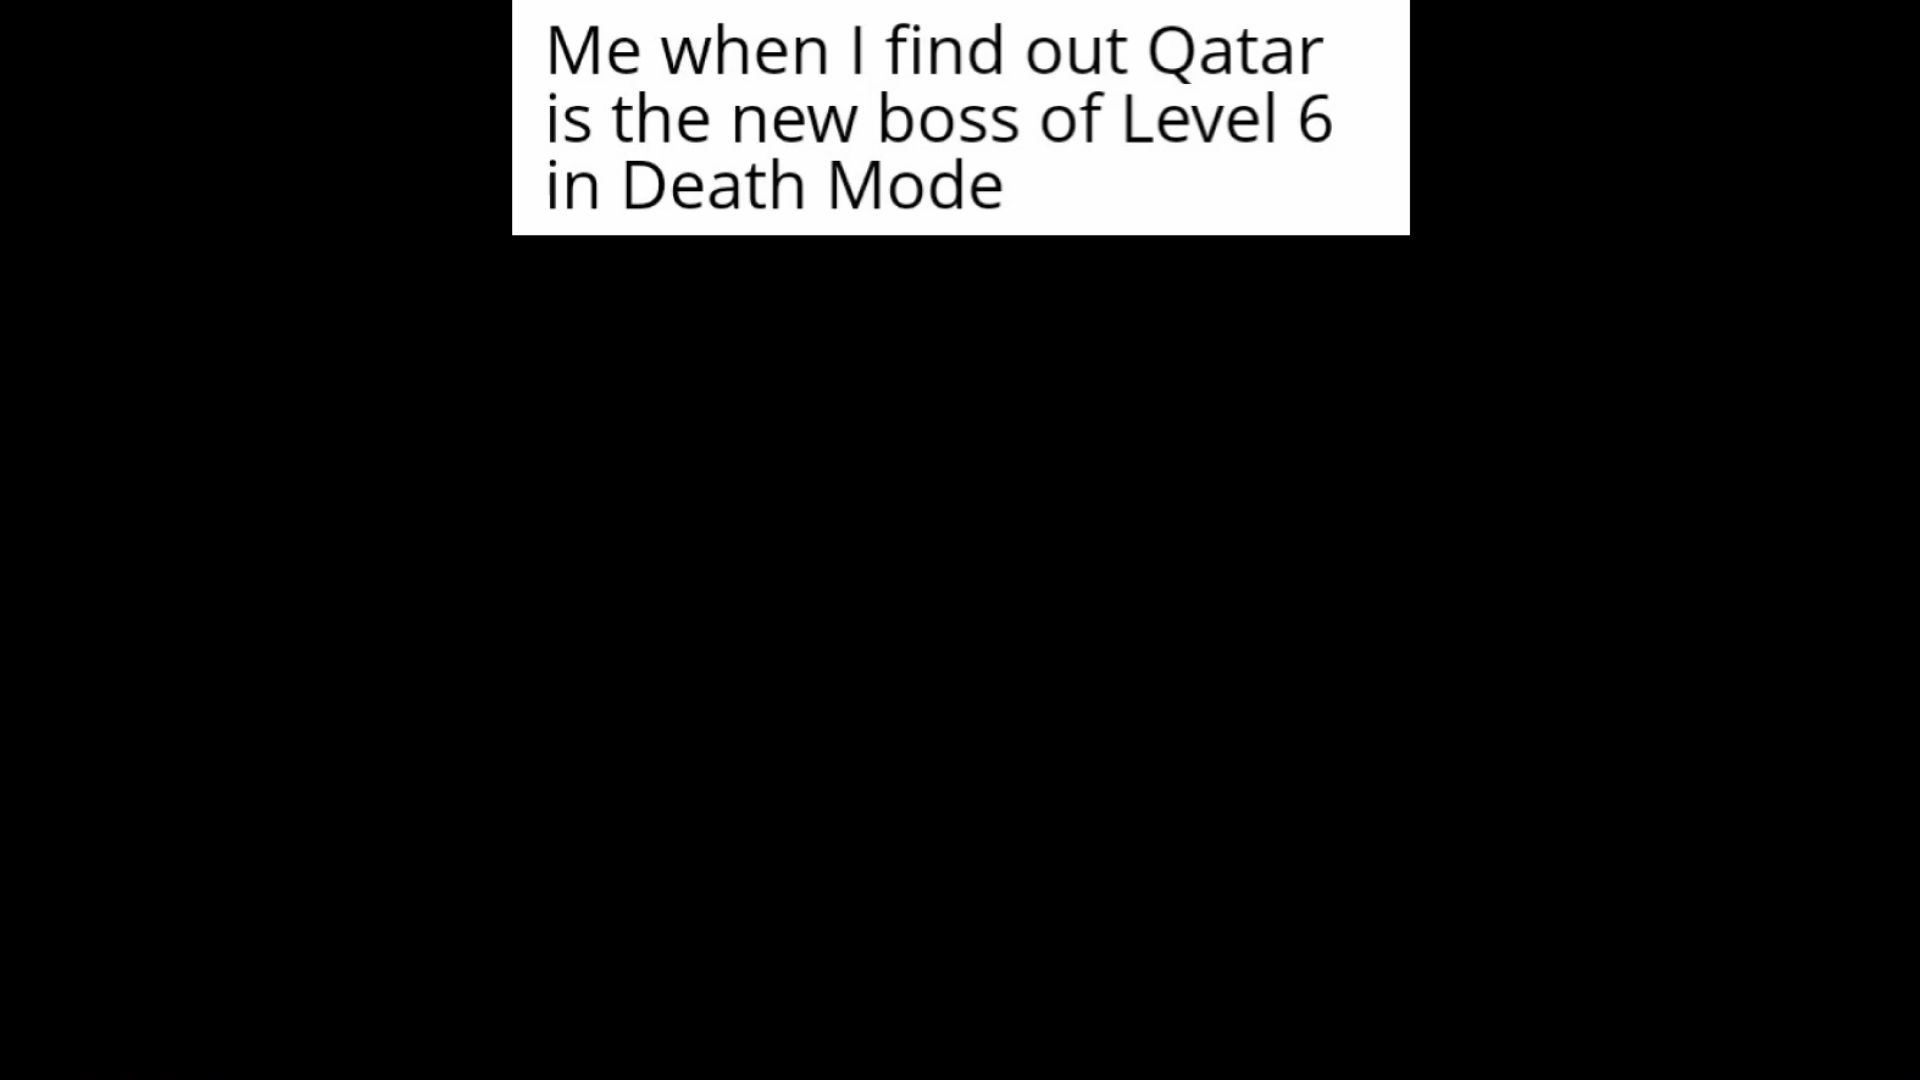 Me when I find out Qatar
is the new boss of Level 6
in Death Mode